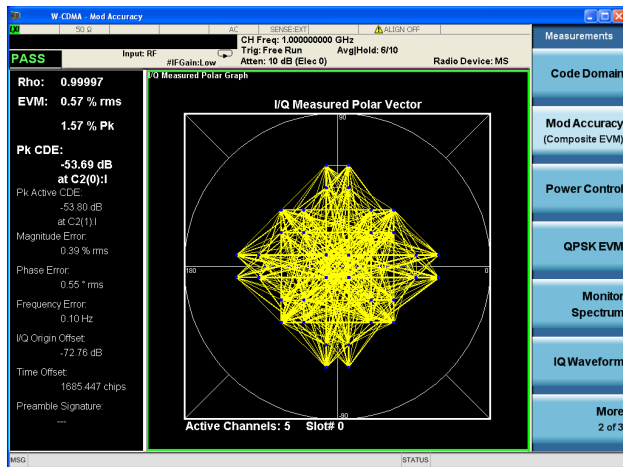 W-CDMA - Mod Accuracy
50 Ω AC SENSE:EXT ALIGN OFF
CH Freq: 1.000000000 GHz
Input: RF Trig: Free Run Avg|Hold: 6/10
PASS #IFGain:Low Atten: 10 dB (Elec 0) Radio Device: MS
Rho: 0.99997
EVM: 0.57 % rms
1.57 % Pk
Pk CDE:
-53.69 dB
at C2(0):I
Pk Active CDE:
-53.80 dB
at C2(1):I
Magnitude Error:
0.39 % rms
Phase Error:
0.55 ° rms
Frequency Error:
0.10 Hz
I/Q Origin Offset:
-72.76 dB
Time Offset:
1685.447 chips
Preamble Signature:
---
I/Q Measured Polar Graph
I/Q Measured Polar Vector
90
180
0
-90
Active Channels: 5 Slot# 0
Measurements
Code Domain
Mod Accuracy
(Composite EVM)
Power Control
QPSK EVM
Monitor
Spectrum
IQ Waveform
More
2 of 3
MSG STATUS